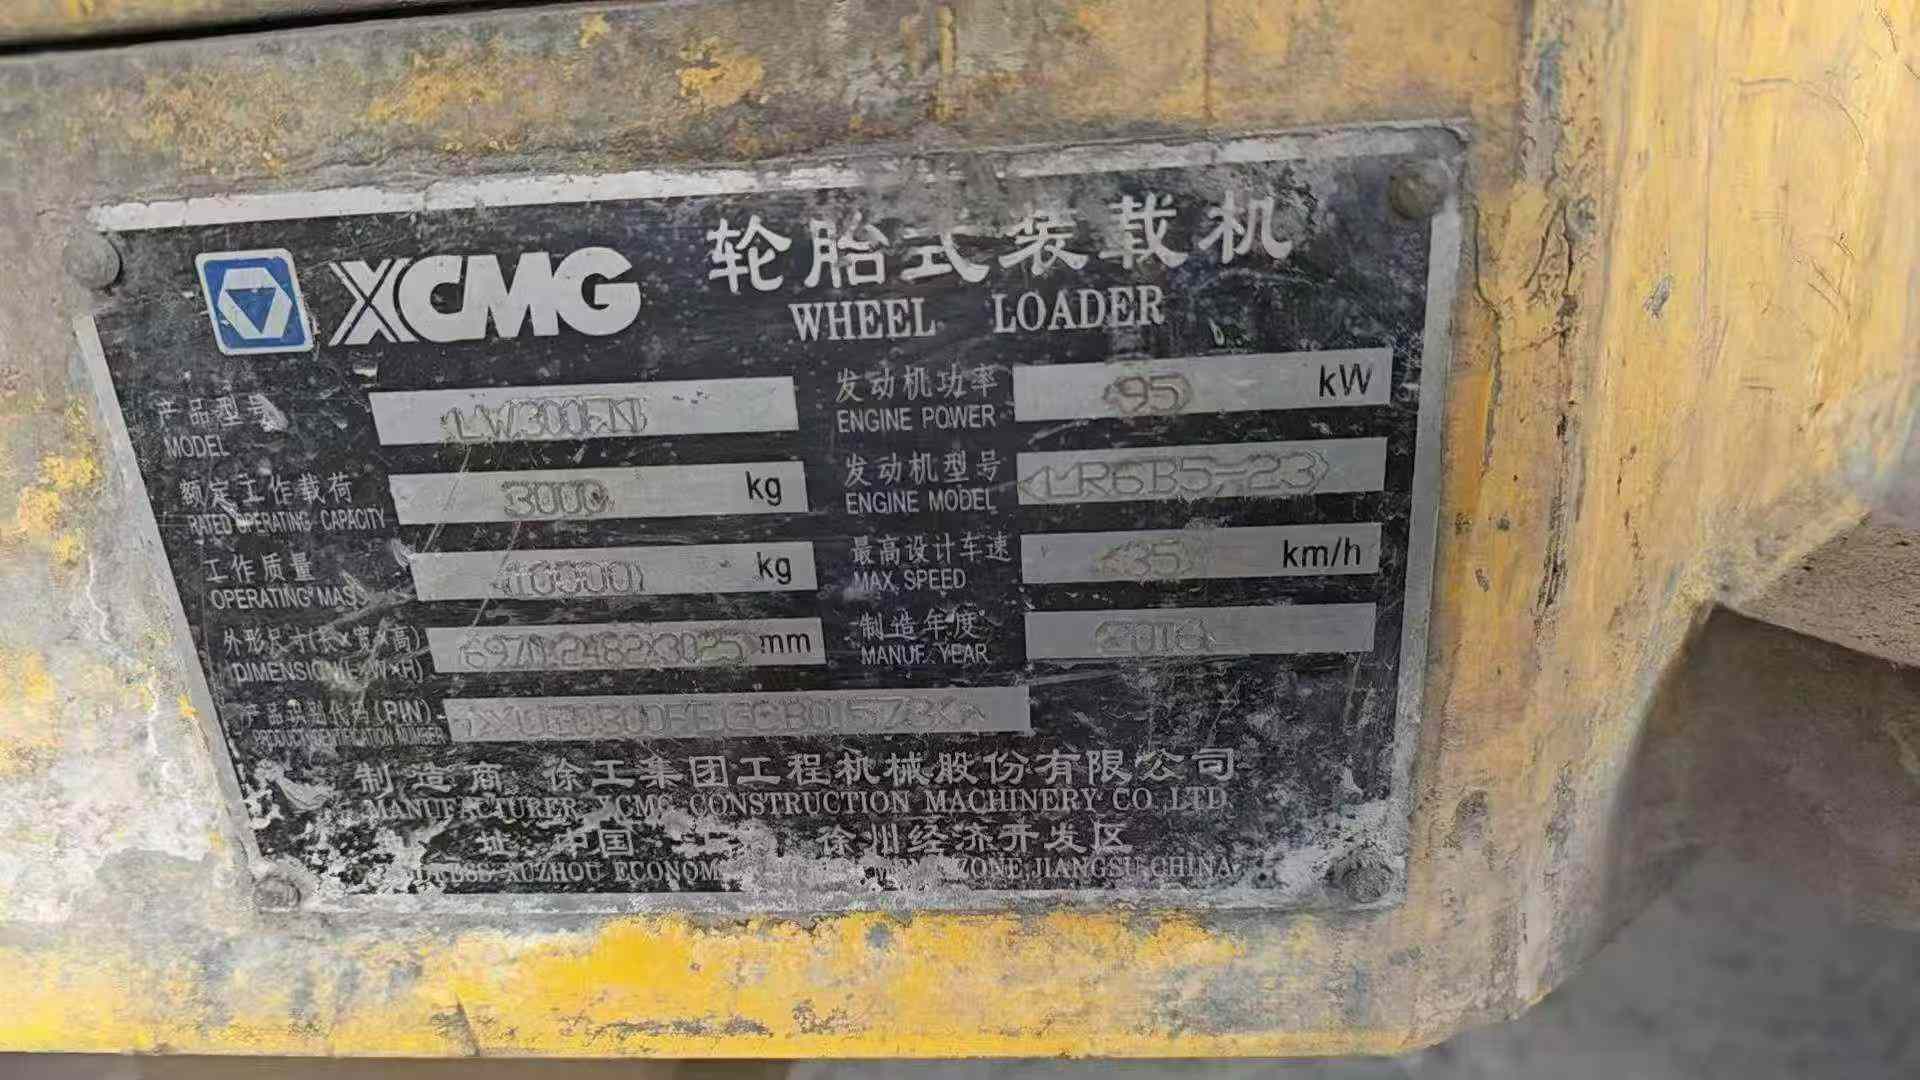 XCMG 轮胎式装载机
WHEEL LOADER
产品型号
MODEL
LW300FN
发动机功率
ENGINE POWER
95 kW
额定工作载荷
RATED OPERATING CAPACITY
3000 kg
发动机型号
ENGINE MODEL
LR6B5-23
工作质量
OPERATING MASS
10000 kg
最高设计车速
MAX. SPEED
35 km/h
外形尺寸(长×宽×高)
DIMENSION(L×W×H)
mm
制造年度
MANUF. YEAR
2016
产品识别代码(PIN)
PRODUCT IDENTIFICATION NUMBER
制造商 徐工集团工程机械股份有限公司
MANUFACTURER XCMG CONSTRUCTION MACHINERY CO.,LTD.
址 中国 徐州经济开发区
XUZHOU ZONE,JIANGSU,CHINA